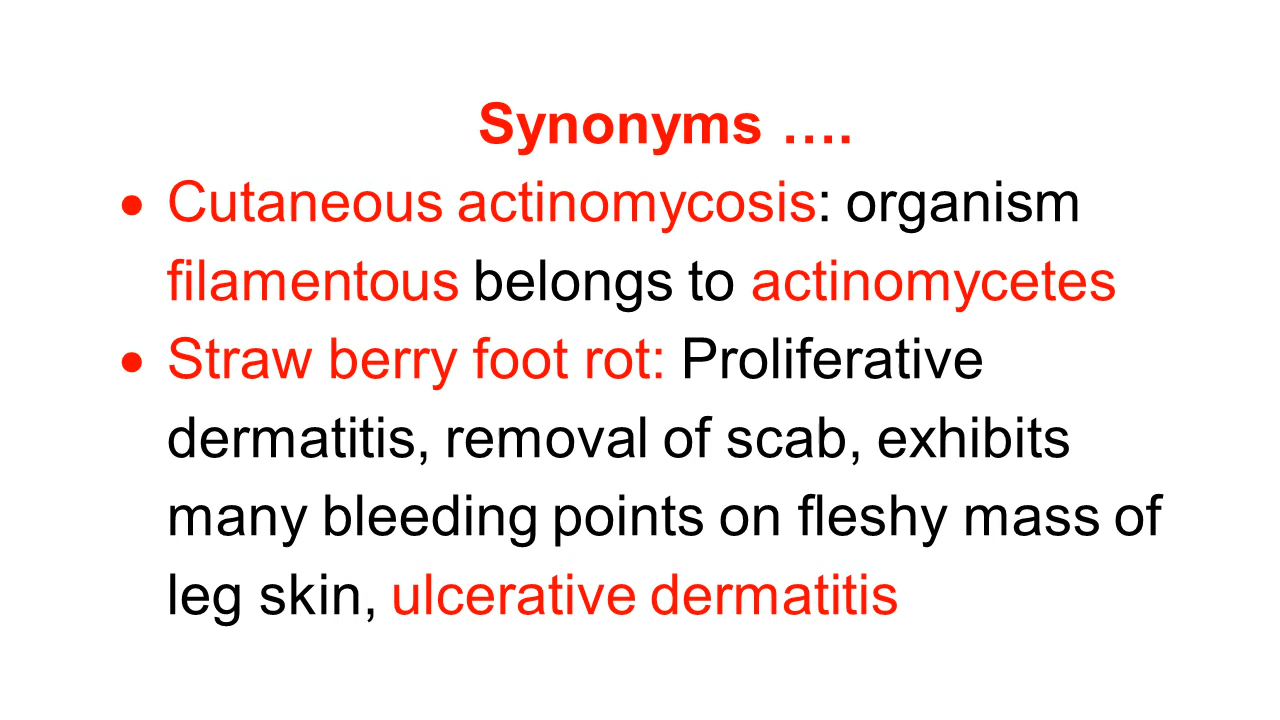 Synonyms ….
• Cutaneous actinomycosis: organism
filamentous belongs to actinomycetes
• Straw berry foot rot: Proliferative
dermatitis, removal of scab, exhibits
many bleeding points on fleshy mass of
leg skin, ulcerative dermatitis